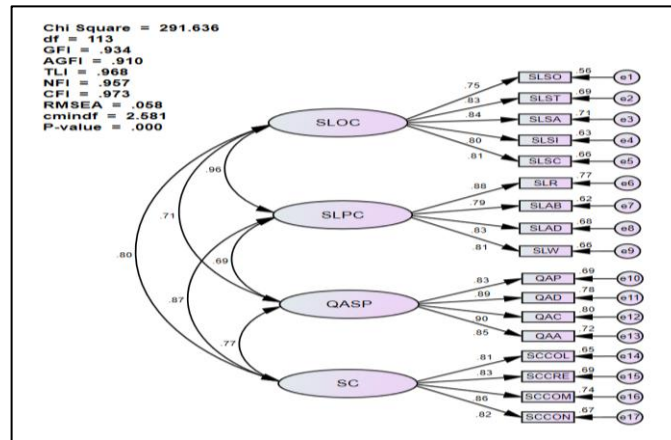 Chi Square = 291.636
df = 113
GFI = .934
AGFI = .910
TLI = .968
NFI = .957
CFI = .973
RMSEA = .058
cmindf = 2.581
P-value = .000
SLOC
SLPC
QASP
SC
.96
.71
.80
.69
.87
.77
.75
.83
.84
.80
.81
.88
.79
.83
.81
.83
.89
.90
.85
.81
.83
.86
.82
SLSO .56 e1
SLST .69 e2
SLSA .71 e3
SLSI .63 e4
SLSC .66 e5
SLR .77 e6
SLAB .62 e7
SLAD .68 e8
SLW .66 e9
QAP .69 e10
QAD .78 e11
QAC .80 e12
QAA .72 e13
SCCOL .65 e14
SCCRE .69 e15
SCCOM .74 e16
SCCON .67 e17